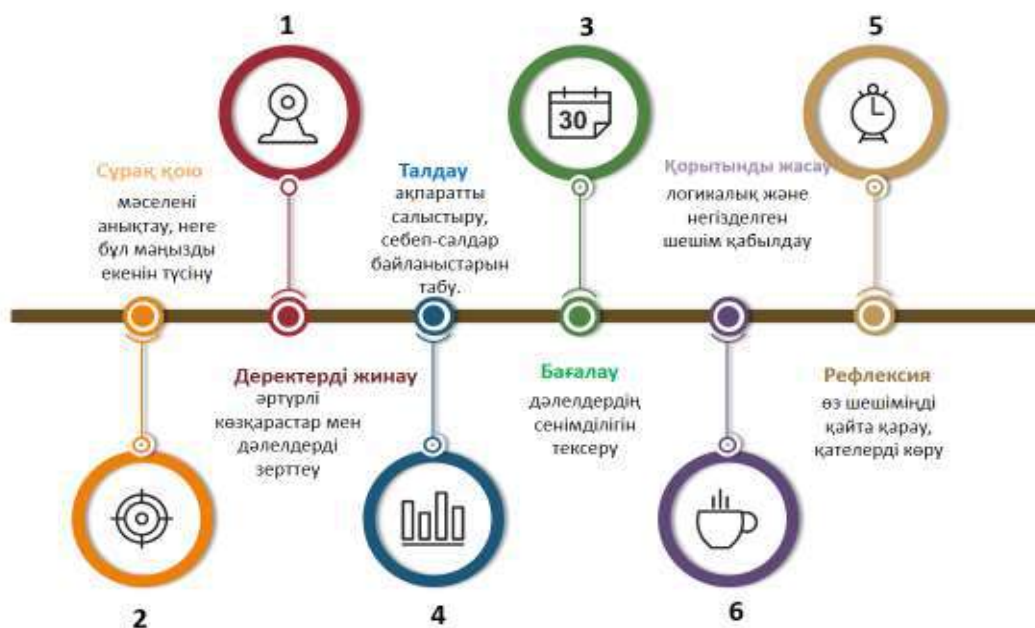 1
3
5
30
Сұрақ қою
мәселені
анықтау, неге
бұл маңызды
екенін түсіну
Талдау
ақпаратты
салыстыру,
себеп-салдар
байланыстарын
табу.
Қорытынды жасау
логикалық және
негізделген
шешім қабылдау
Деректерді жинау
әртүрлі
көзқарастар мен
дәлелдерді
зерттеу
Бағалау
дәлелдердің
сенімділігін
тексеру
Рефлексия
өз шешіміңді
қайта қарау,
қателерді көру
2
4
6